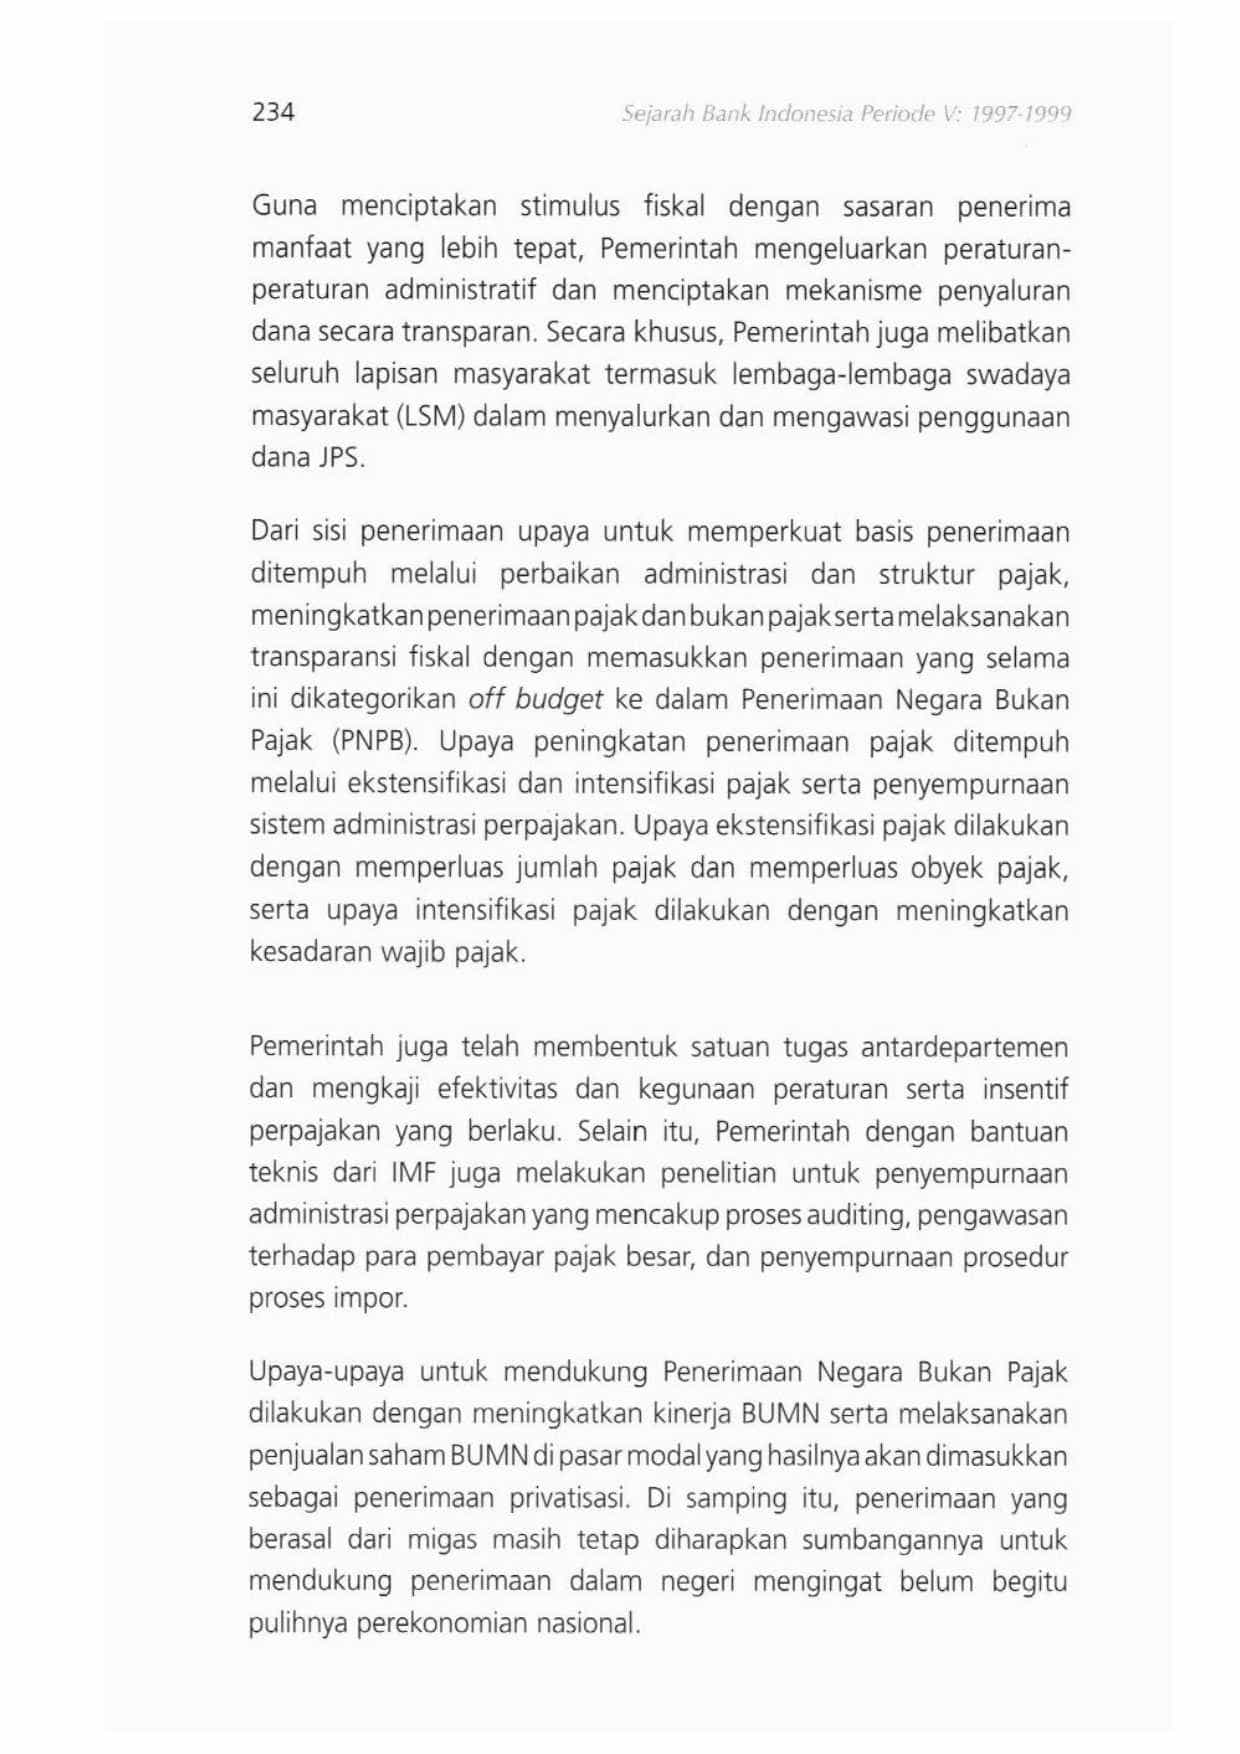 234
Sejarah Bank Indonesia Periode V: 1997-1999
Guna menciptakan stimulus fiskal dengan sasaran penerima
manfaat yang lebih tepat, Pemerintah mengeluarkan peraturan-
peraturan administratif dan menciptakan mekanisme penyaluran
dana secara transparan. Secara khusus, Pemerintah juga melibatkan
seluruh lapisan masyarakat termasuk lembaga-lembaga swadaya
masyarakat (LSM) dalam menyalurkan dan mengawasi penggunaan
dana JPS.
Dari sisi penerimaan upaya untuk memperkuat basis penerimaan
ditempuh melalui perbaikan administrasi dan struktur pajak,
meningkatkan penerimaan pajak dan bukan pajak serta melaksanakan
transparansi fiskal dengan memasukkan penerimaan yang selama
ini dikategorikan off budget ke dalam Penerimaan Negara Bukan
Pajak (PNPB). Upaya peningkatan penerimaan pajak ditempuh
melalui ekstensifikasi dan intensifikasi pajak serta penyempurnaan
sistem administrasi perpajakan. Upaya ekstensifikasi pajak dilakukan
dengan memperluas jumlah pajak dan memperluas obyek pajak,
serta upaya intensifikasi pajak dilakukan dengan meningkatkan
kesadaran wajib pajak.
Pemerintah juga telah membentuk satuan tugas antardepartemen
dan mengkaji efektivitas dan kegunaan peraturan serta insentif
perpajakan yang berlaku. Selain itu, Pemerintah dengan bantuan
teknis dari IMF juga melakukan penelitian untuk penyempurnaan
administrasi perpajakan yang mencakup proses auditing, pengawasan
terhadap para pembayar pajak besar, dan penyempurnaan prosedur
proses impor.
Upaya-upaya untuk mendukung Penerimaan Negara Bukan Pajak
dilakukan dengan meningkatkan kinerja BUMN serta melaksanakan
penjualan saham BUMN di pasar modal yang hasilnya akan dimasukkan
sebagai penerimaan privatisasi. Di samping itu, penerimaan yang
berasal dari migas masih tetap diharapkan sumbangannya untuk
mendukung penerimaan dalam negeri mengingat belum begitu
pulihnya perekonomian nasional.